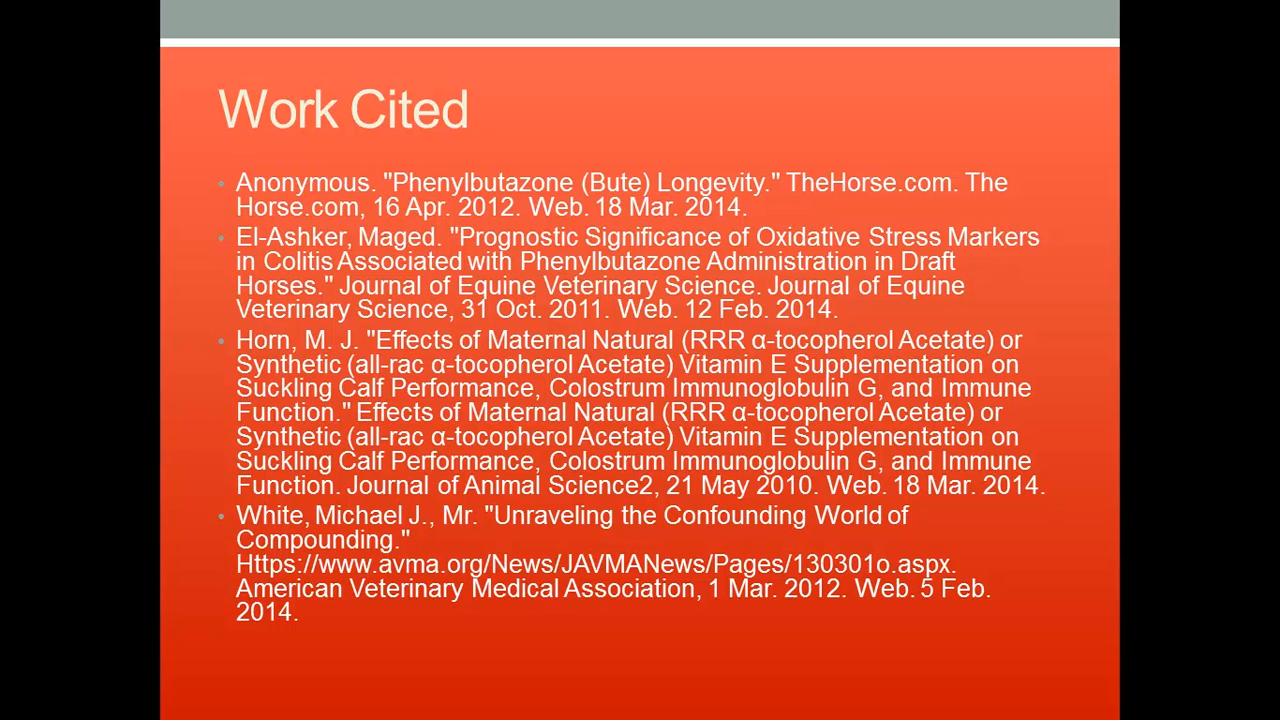 Work Cited
Anonymous. "Phenylbutazone (Bute) Longevity." TheHorse.com. The
Horse.com, 16 Apr. 2012. Web. 18 Mar. 2014.
El-Ashker, Maged. "Prognostic Significance of Oxidative Stress Markers
in Colitis Associated with Phenylbutazone Administration in Draft
Horses." Journal of Equine Veterinary Science. Journal of Equine
Veterinary Science, 31 Oct. 2011. Web. 12 Feb. 2014.
Horn, M. J. "Effects of Maternal Natural (RRR α-tocopherol Acetate) or
Synthetic (all-rac α-tocopherol Acetate) Vitamin E Supplementation on
Suckling Calf Performance, Colostrum Immunoglobulin G, and Immune
Function." Effects of Maternal Natural (RRR α-tocopherol Acetate) or
Synthetic (all-rac α-tocopherol Acetate) Vitamin E Supplementation on
Suckling Calf Performance, Colostrum Immunoglobulin G, and Immune
Function. Journal of Animal Science2, 21 May 2010. Web. 18 Mar. 2014.
White, Michael J., Mr. "Unraveling the Confounding World of
Compounding."
Https://www.avma.org/News/JAVMANews/Pages/130301o.aspx.
American Veterinary Medical Association, 1 Mar. 2012. Web. 5 Feb.
2014.